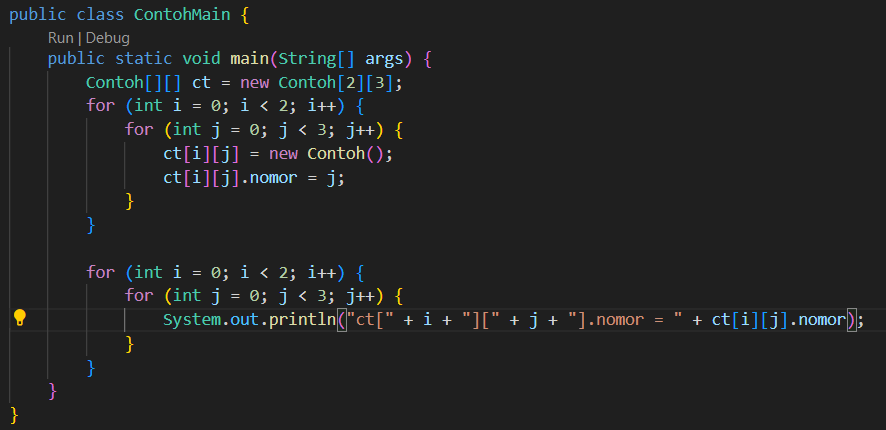 public class ContohMain {
Run | Debug
public static void main(String[] args) {
Contoh[][] ct = new Contoh[2][3];
for (int i = 0; i < 2; i++) {
for (int j = 0; j < 3; j++) {
ct[i][j] = new Contoh();
ct[i][j].nomor = j;
}
}
for (int i = 0; i < 2; i++) {
for (int j = 0; j < 3; j++) {
System.out.println("ct[" + i + "][" + j + "].nomor = " + ct[i][j].nomor);
}
}
}
}